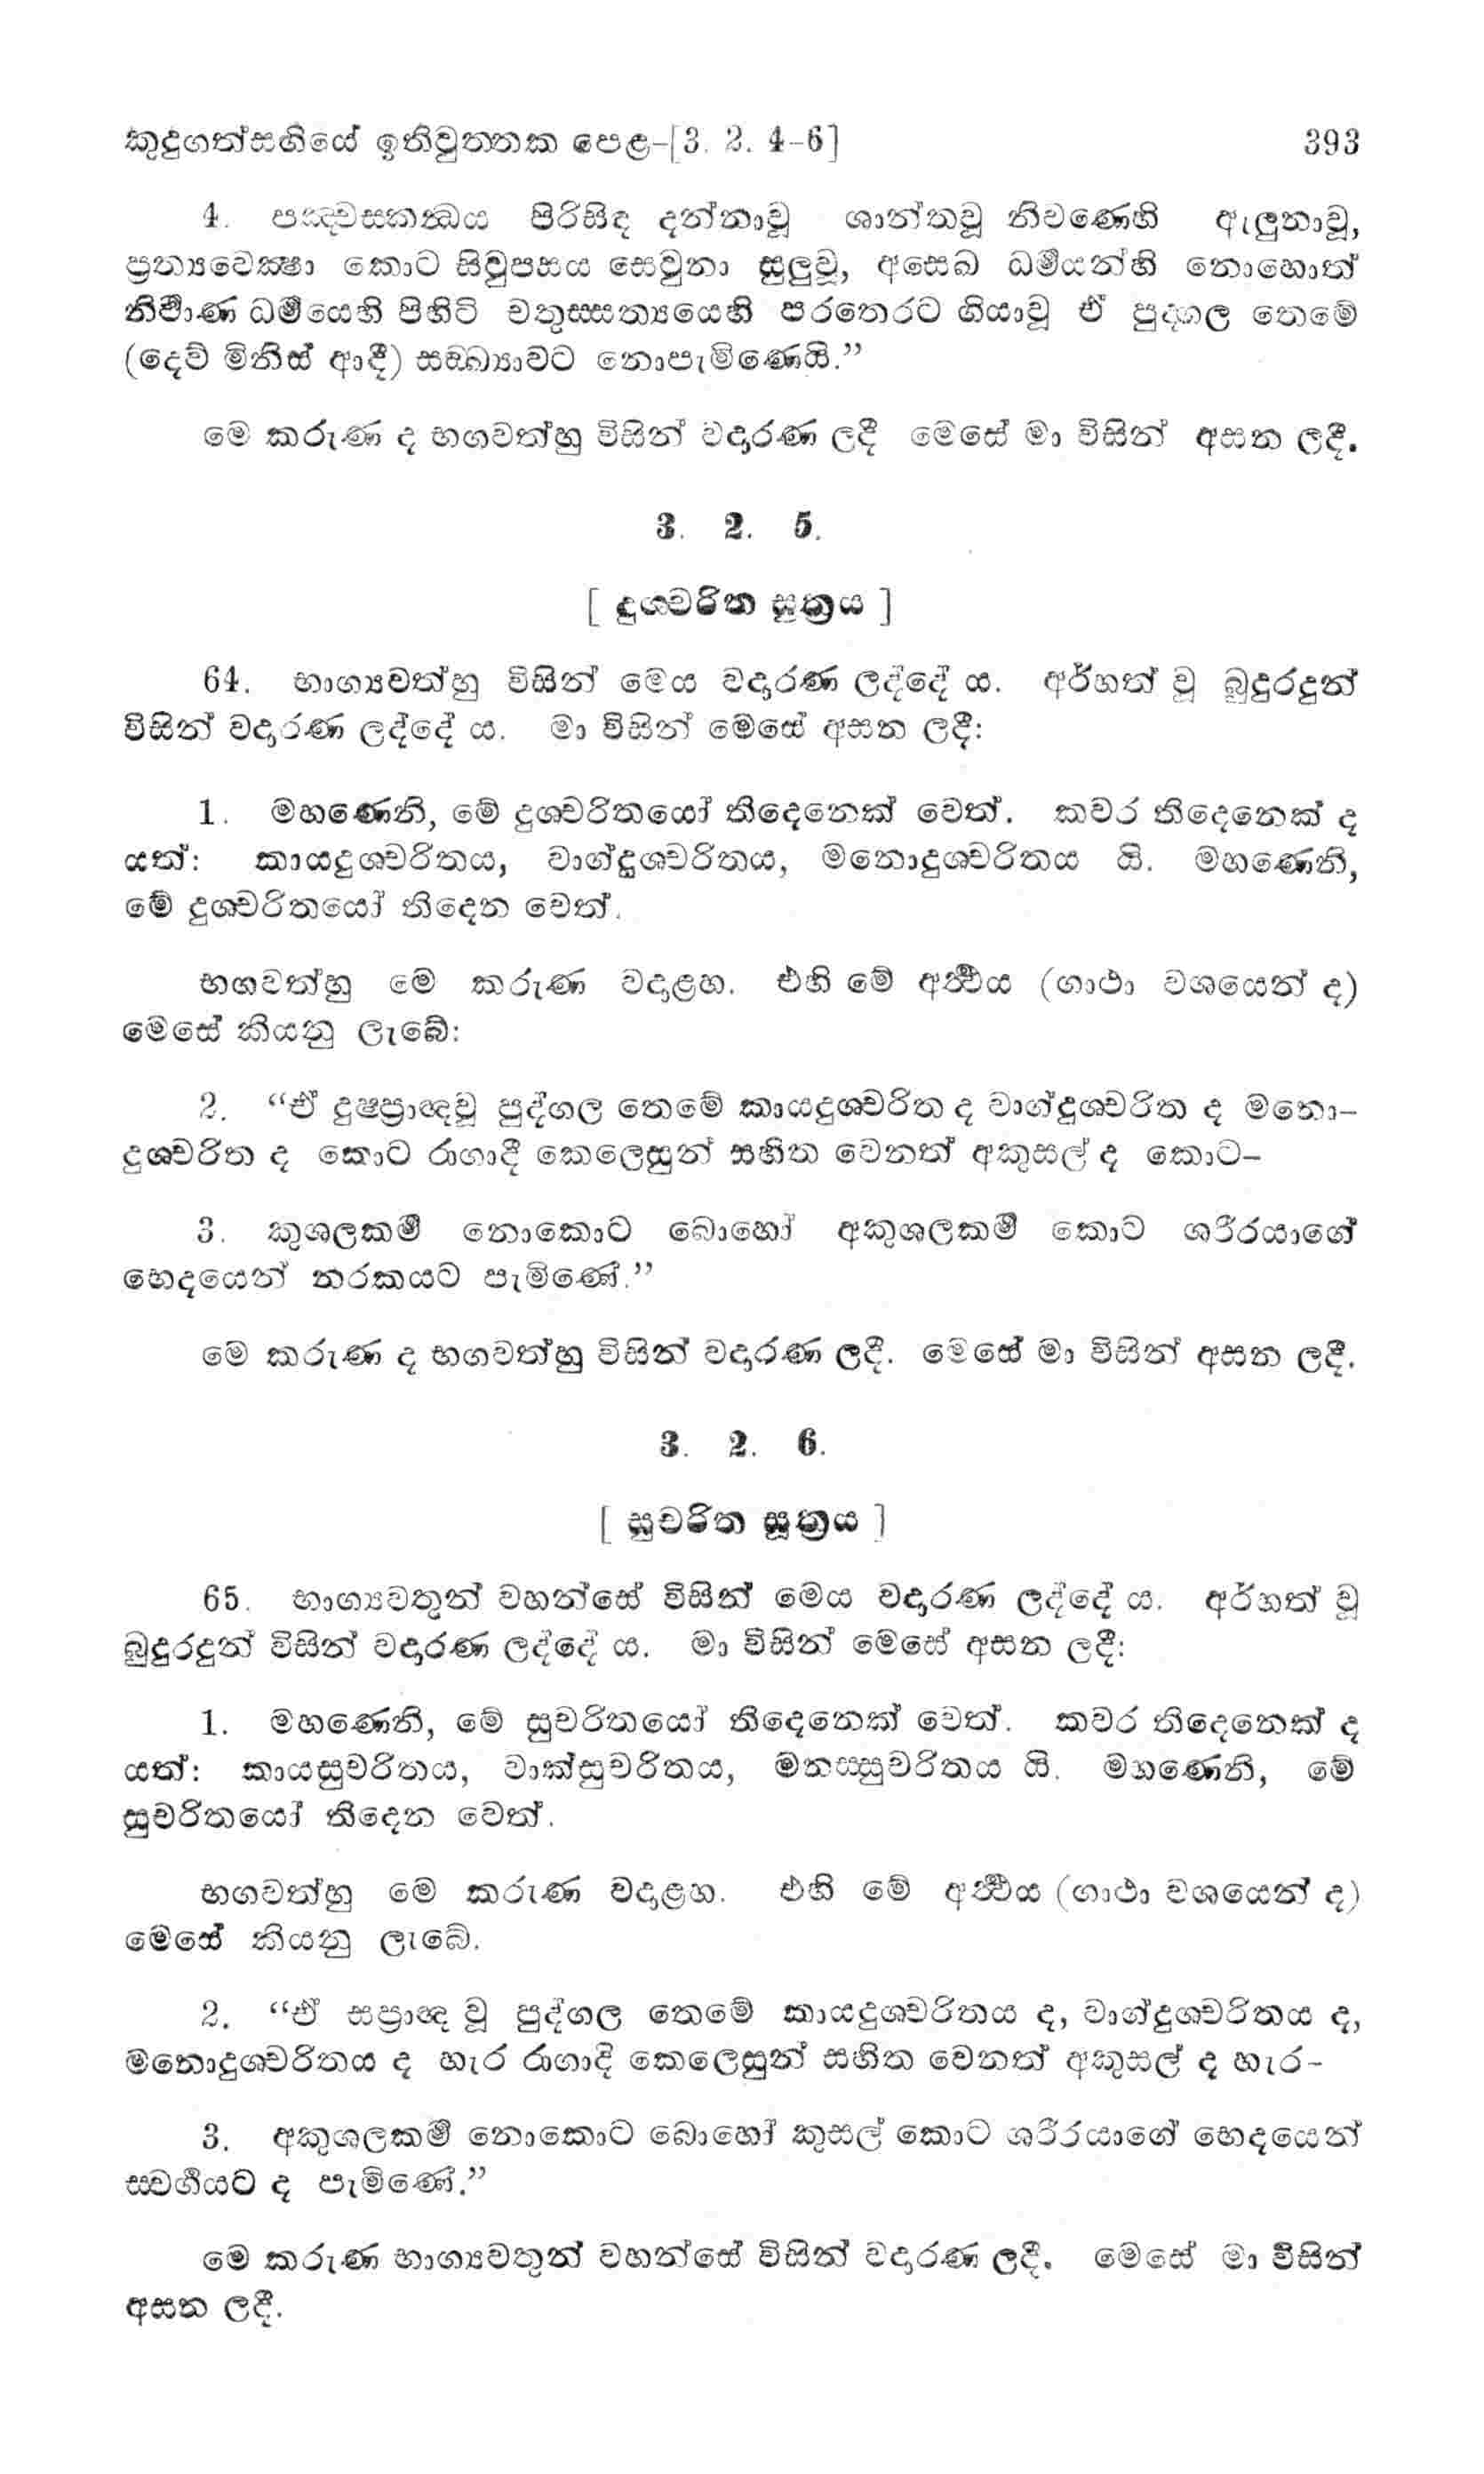 කුදුගත්සඟියේ ඉතිවුත්තක පෙළ-[3. 2. 4-6] 393
4. පඤ්චස්කන්ධය පිරිසිඳ දන්නාවූ ශාන්තවූ නිවණෙහි ඇලුනාවූ,
ප්‍රත්‍යවේක්ෂා කොට සිවුපසය සෙවුනා සුලුවූ, අසෙඛ ධර්‍මයන්හි නොහොත්
නිර්‍වාණ ධර්‍මයෙහි පිහිටි චතුස්සත්‍යයෙහි පරතෙරට ගියාවූ ඒ පුද්ගල තෙමේ
(දෙව් මිනිස් ආදී) සඞ්ඛ්‍යාවට නොපැමිණෙයි.”
මෙ කරුණ ද භගවත්හු විසින් වදාරණ ලදී මෙසේ මා විසින් අසන ලදී.
3. 2. 5.
[ දුශ්චරිත සූත්‍රය ]
64. භාග්‍යවත්හු විසින් මෙය වදාරණ ලද්දේ ය. අර්හත් වූ බුදුරදුන්
විසින් වදාරණ ලද්දේ ය. මා විසින් මෙසේ අසන ලදී:
1. මහණෙනි, මේ දුශ්චරිතයෝ තිදෙනෙක් වෙත්. කවර තිදෙනෙක් ද
යත්: කායදුශ්චරිතය, වාග්දුශ්චරිතය, මනොදුශ්චරිතය යි. මහණෙනි,
මේ දුශ්චරිතයෝ තිදෙන වෙත්.
භගවත්හු මෙ කරුණ වදාළහ. එහි මේ අර්‍ත්‍ථය (ගාථා වශයෙන් ද)
මෙසේ කියනු ලැබේ:
2. “ඒ දුෂ්ප්‍රාඥවූ පුද්ගල තෙමේ කායදුශ්චරිත ද වාග්දුශ්චරිත ද මනො-
දුශ්චරිත ද කොට රාගාදී කෙලෙසුන් සහිත වෙනත් අකුසල් ද කොට-
3. කුශලකර්‍ම නොකොට බොහෝ අකුශලකර්‍ම කොට ශරීරයාගේ
භෙදයෙන් නරකයට පැමිණේ.”
මෙ කරුණ ද භගවත්හු විසින් වදාරණ ලදී. මෙසේ මා විසින් අසන ලදී.
3. 2. 6.
[ සුචරිත සූත්‍රය ]
65. භාග්‍යවතුන් වහන්සේ විසින් මෙය වදාරණ ලද්දේ ය. අර්හත් වූ
බුදුරදුන් විසින් වදාරණ ලද්දේ ය. මා විසින් මෙසේ අසන ලදී:
1. මහණෙනි, මේ සුචරිතයෝ තිදෙනෙක් වෙත්. කවර තිදෙනෙක් ද
යත්: කායසුචරිතය, වාක්සුචරිතය, මනස්සුචරිතය යි. මහණෙනි, මේ
සුචරිතයෝ තිදෙන වෙත්.
භගවත්හු මෙ කරුණ වදාළහ. එහි මේ අර්‍ත්‍ථය (ගාථා වශයෙන් ද)
මෙසේ කියනු ලැබේ.
2. “ඒ සප්‍රාඥ වූ පුද්ගල තෙමේ කායදුශ්චරිතය ද, වාග්දුශ්චරිතය ද,
මනොදුශ්චරිතය ද හැර රාගාදි කෙලෙසුන් සහිත වෙනත් අකුසල් ද හැර-
3. අකුශලකර්‍ම නොකොට බොහෝ කුසල් කොට ශරීරයාගේ භෙදයෙන්
ස්වර්‍ගයට ද පැමිණේ.”
මෙ කරුණ භාග්‍යවතුන් වහන්සේ විසින් වදාරණ ලදී. මෙසේ මා විසින්
අසන ලදී.